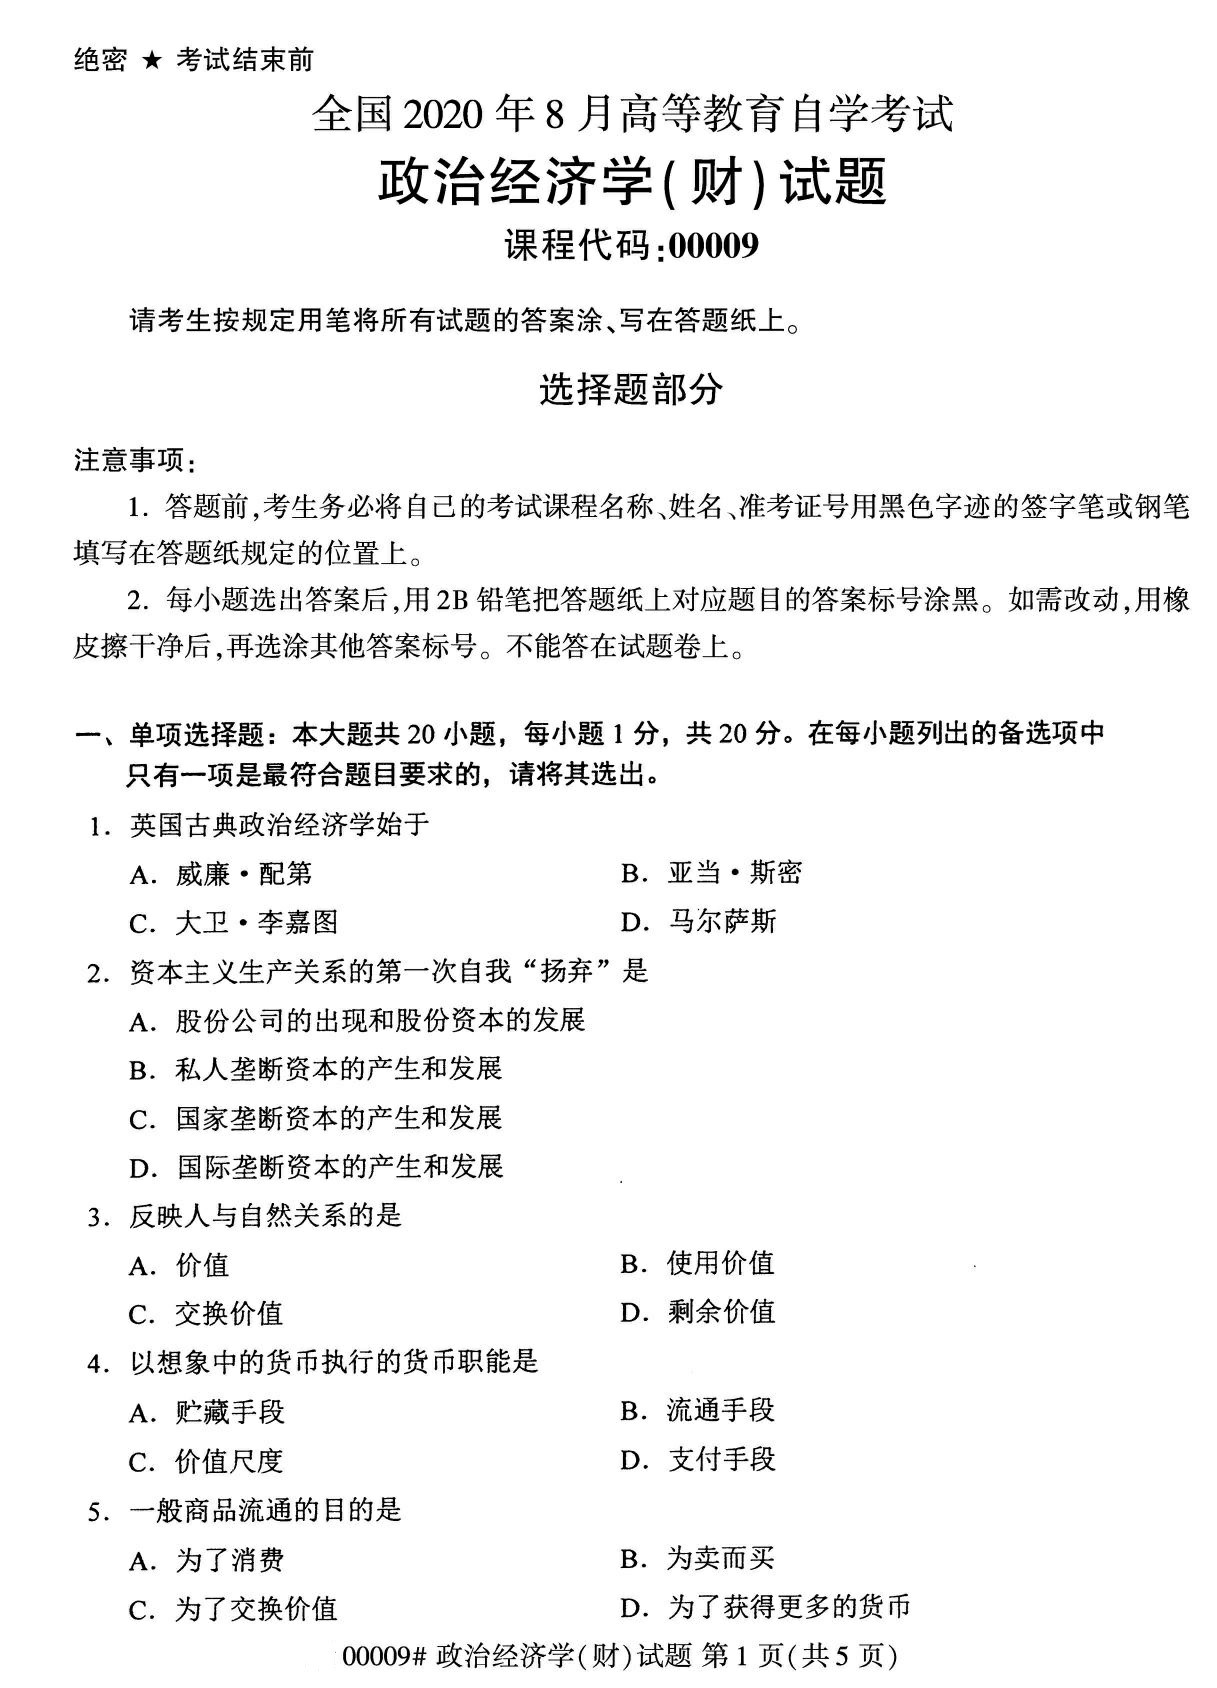 绝密 ★ 考试结束前
全国 2020 年 8 月高等教育自学考试
政治经济学(财)试题
课程代码:00009
请考生按规定用笔将所有试题的答案涂、写在答题纸上。
选择题部分
注意事项:
1. 答题前,考生务必将自己的考试课程名称、姓名、准考证号用黑色字迹的签字笔或钢笔
填写在答题纸规定的位置上。
2. 每小题选出答案后,用 2B 铅笔把答题纸上对应题目的答案标号涂黑。如需改动,用橡
皮擦干净后,再选涂其他答案标号。不能答在试题卷上。
一、单项选择题：本大题共 20 小题，每小题 1 分，共 20 分。在每小题列出的备选项中
只有一项是最符合题目要求的，请将其选出。
1. 英国古典政治经济学始于
A. 威廉·配第 B. 亚当·斯密
C. 大卫·李嘉图 D. 马尔萨斯
2. 资本主义生产关系的第一次自我“扬弃”是
A. 股份公司的出现和股份资本的发展
B. 私人垄断资本的产生和发展
C. 国家垄断资本的产生和发展
D. 国际垄断资本的产生和发展
3. 反映人与自然关系的是
A. 价值 B. 使用价值
C. 交换价值 D. 剩余价值
4. 以想象中的货币执行的货币职能是
A. 贮藏手段 B. 流通手段
C. 价值尺度 D. 支付手段
5. 一般商品流通的目的是
A. 为了消费 B. 为卖而买
C. 为了交换价值 D. 为了获得更多的货币
00009# 政治经济学(财)试题 第 1 页(共 5 页)